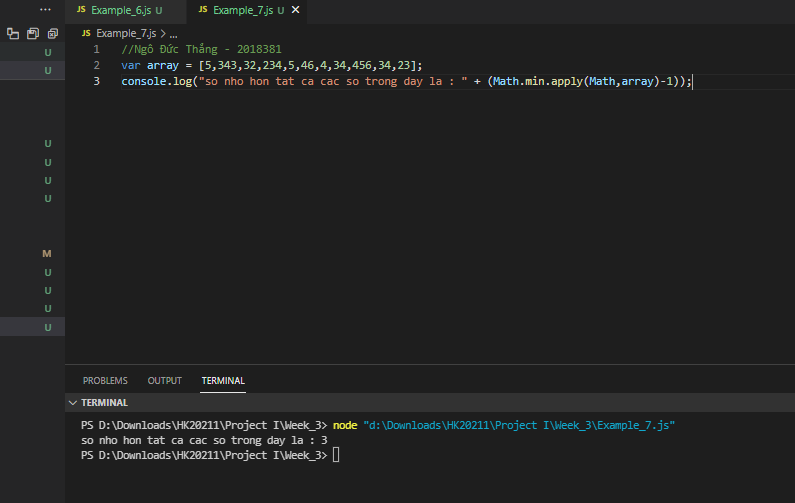 JS Example_6.js U
JS Example_7.js U
JS Example_7.js > ...
U
U
U
U
U
U
M
U
U
U
U
1 //Ngô Đức Thắng - 2018381
2 var array = [5,343,32,234,5,46,4,34,456,34,23];
3 console.log("so nho hon tat ca cac so trong day la : " + (Math.min.apply(Math,array)-1));
PROBLEMS OUTPUT TERMINAL
TERMINAL
PS D:\Downloads\HK20211\Project I\Week_3> node "d:\Downloads\HK20211\Project I\Week_3\Example_7.js"
so nho hon tat ca cac so trong day la : 3
PS D:\Downloads\HK20211\Project I\Week_3>